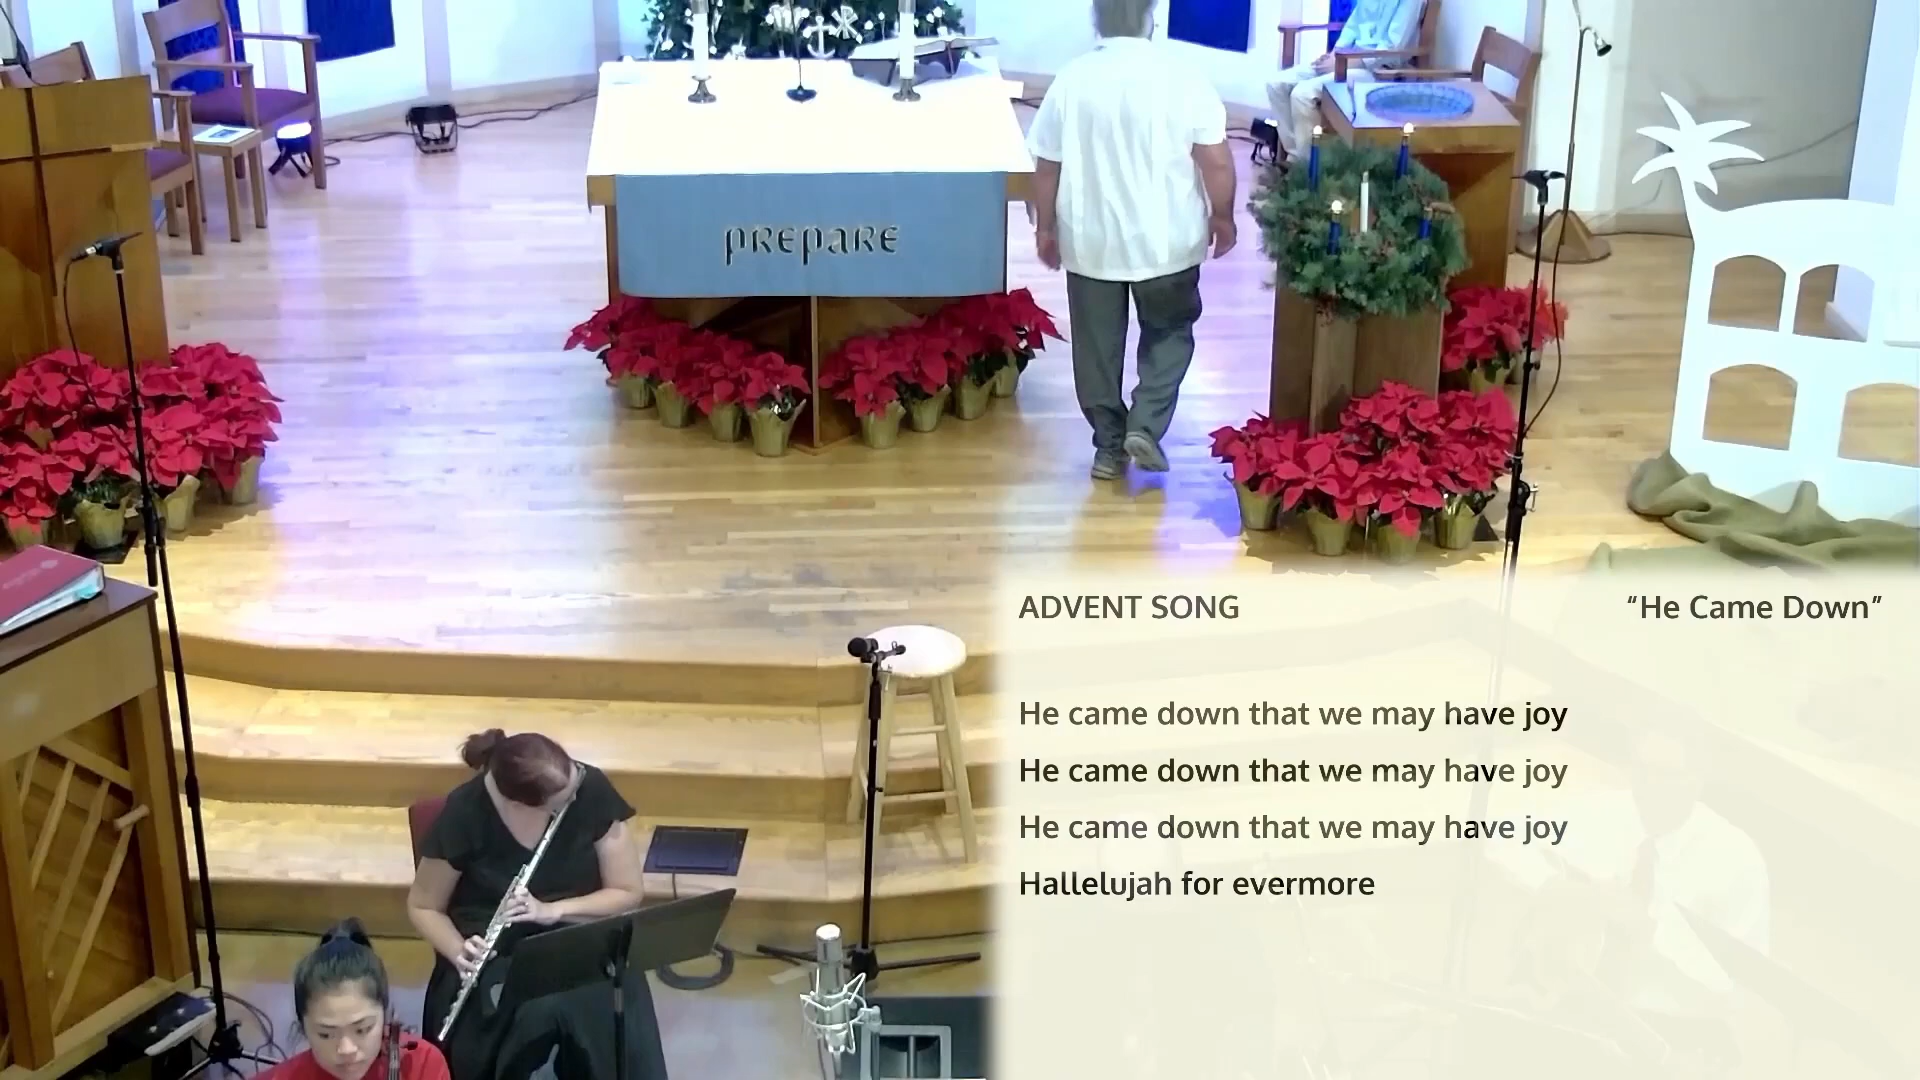 prepare
ADVENT SONG
“He Came Down”
He came down that we may have joy
He came down that we may have joy
He came down that we may have joy
Hallelujah for evermore